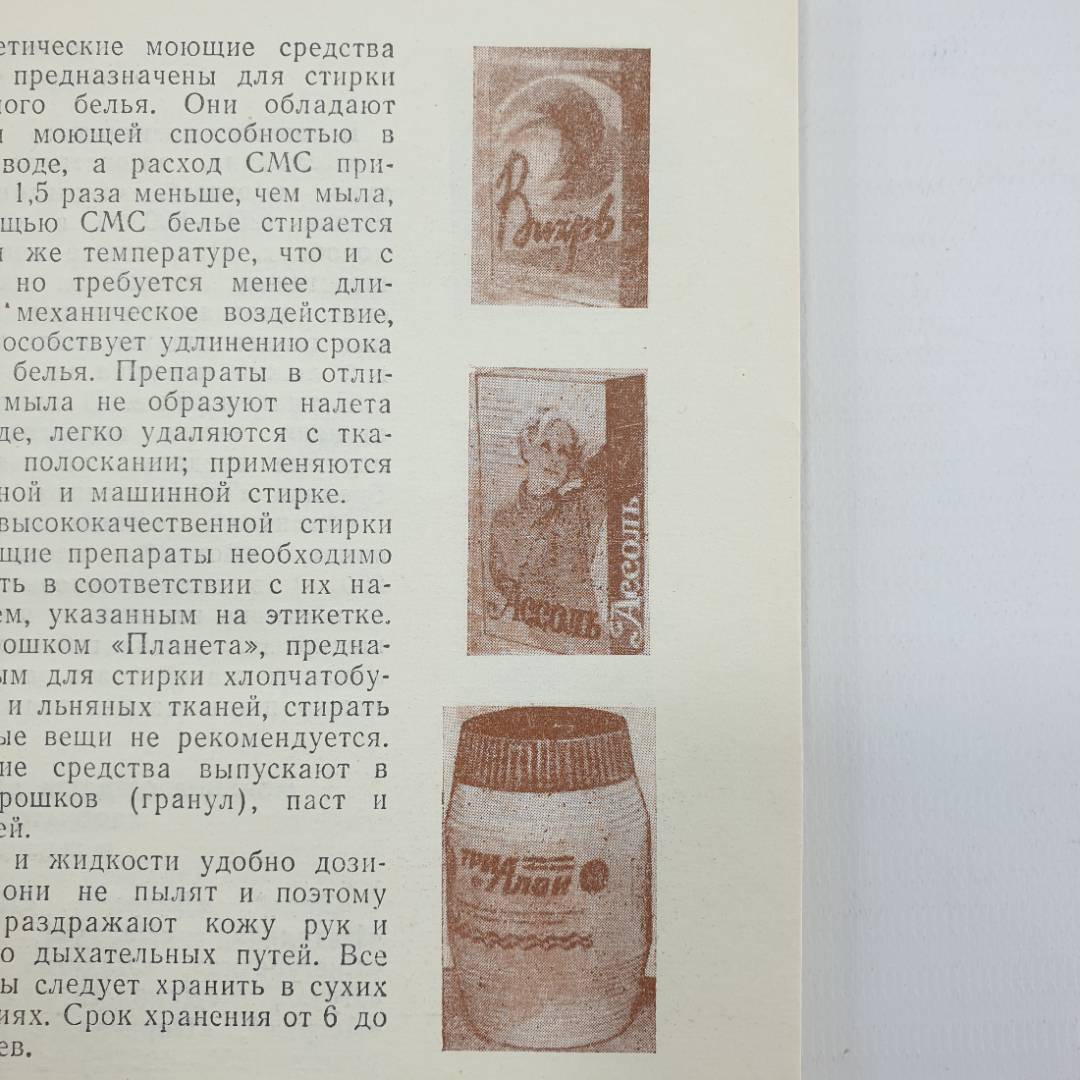 етические моющие средства
предназначены для стирки
ного белья. Они обладают
й моющей способностью в
воде, а расход СМС при-
1,5 раза меньше, чем мыла,
щью СМС белье стирается
й же температуре, что и с
но требуется менее дли-
механическое воздействие,
особствует удлинению срока
белья. Препараты в отли-
мыла не образуют налета
де, легко удаляются с тка-
полоскании; применяются
ной и машинной стирке.
высококачественной стирки
щие препараты необходимо
ть в соответствии с их на-
ем, указанным на этикетке.
рошком «Планета», предна-
ым для стирки хлопчатобу-
и льняных тканей, стирать
ые вещи не рекомендуется.
ие средства выпускают в
рошков (гранул), паст и
ей.
и жидкости удобно дози-
они не пылят и поэтому
раздражают кожу рук и
о дыхательных путей. Все
ы следует хранить в сухих
иях. Срок хранения от 6 до
ев.
Вихрь
Ассоль
Ассоль